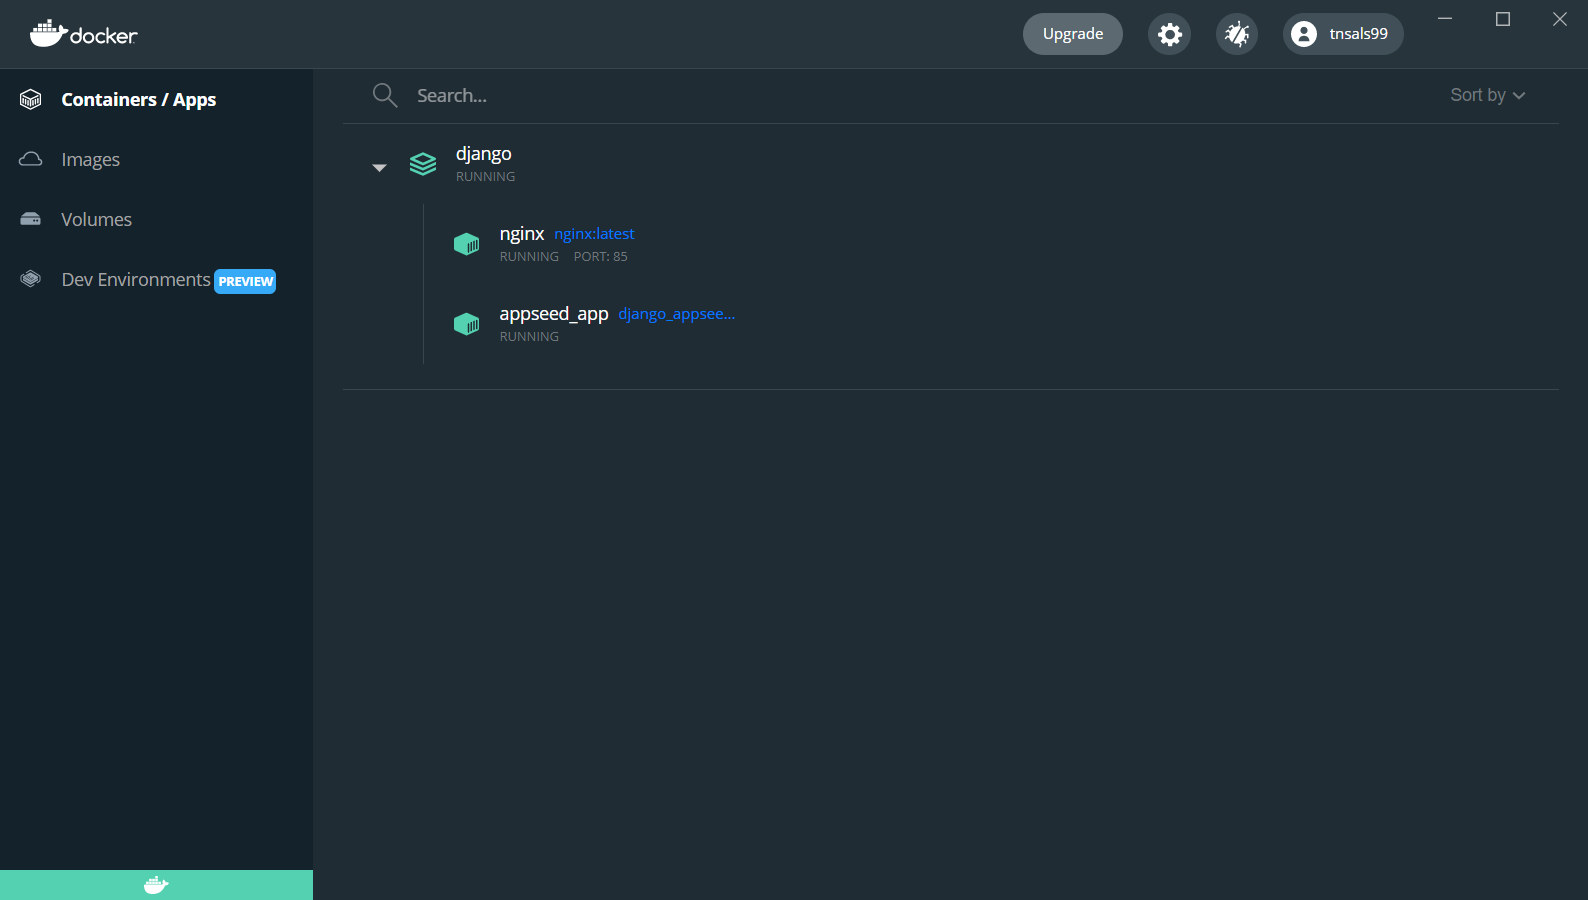 docker
Upgrade
tnsals99
Containers / Apps
Images
Volumes
Dev Environments PREVIEW
Search...
Sort by
django
RUNNING
nginx nginx:latest
RUNNING PORT: 85
appseed_app django_appsee...
RUNNING